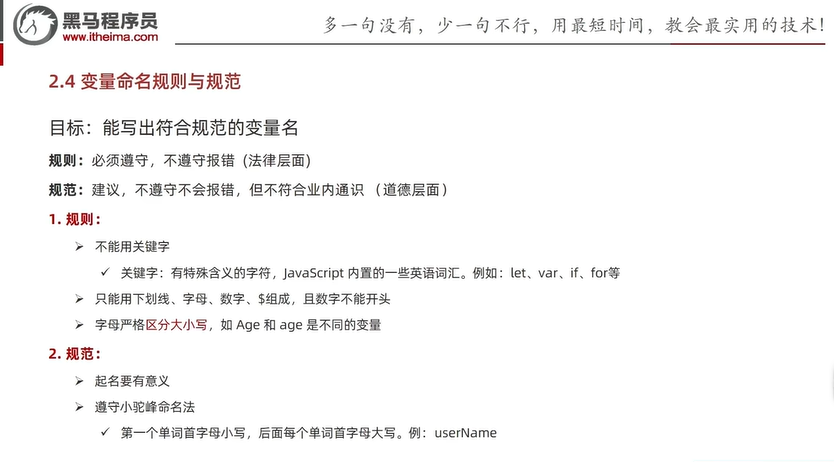 黑马程序员
www.itheima.com
多一句没有，少一句不行，用最短时间，教会最实用的技术！
2.4 变量命名规则与规范
目标：能写出符合规范的变量名
规则：必须遵守，不遵守报错 (法律层面)
规范：建议，不遵守不会报错，但不符合业内通识 （道德层面）
1. 规则：
➢ 不能用关键字
✓ 关键字：有特殊含义的字符，JavaScript 内置的一些英语词汇。例如：let、var、if、for等
➢ 只能用下划线、字母、数字、$组成，且数字不能开头
➢ 字母严格区分大小写，如 Age 和 age 是不同的变量
2. 规范：
➢ 起名要有意义
➢ 遵守小驼峰命名法
✓ 第一个单词首字母小写，后面每个单词首字母大写。例：userName